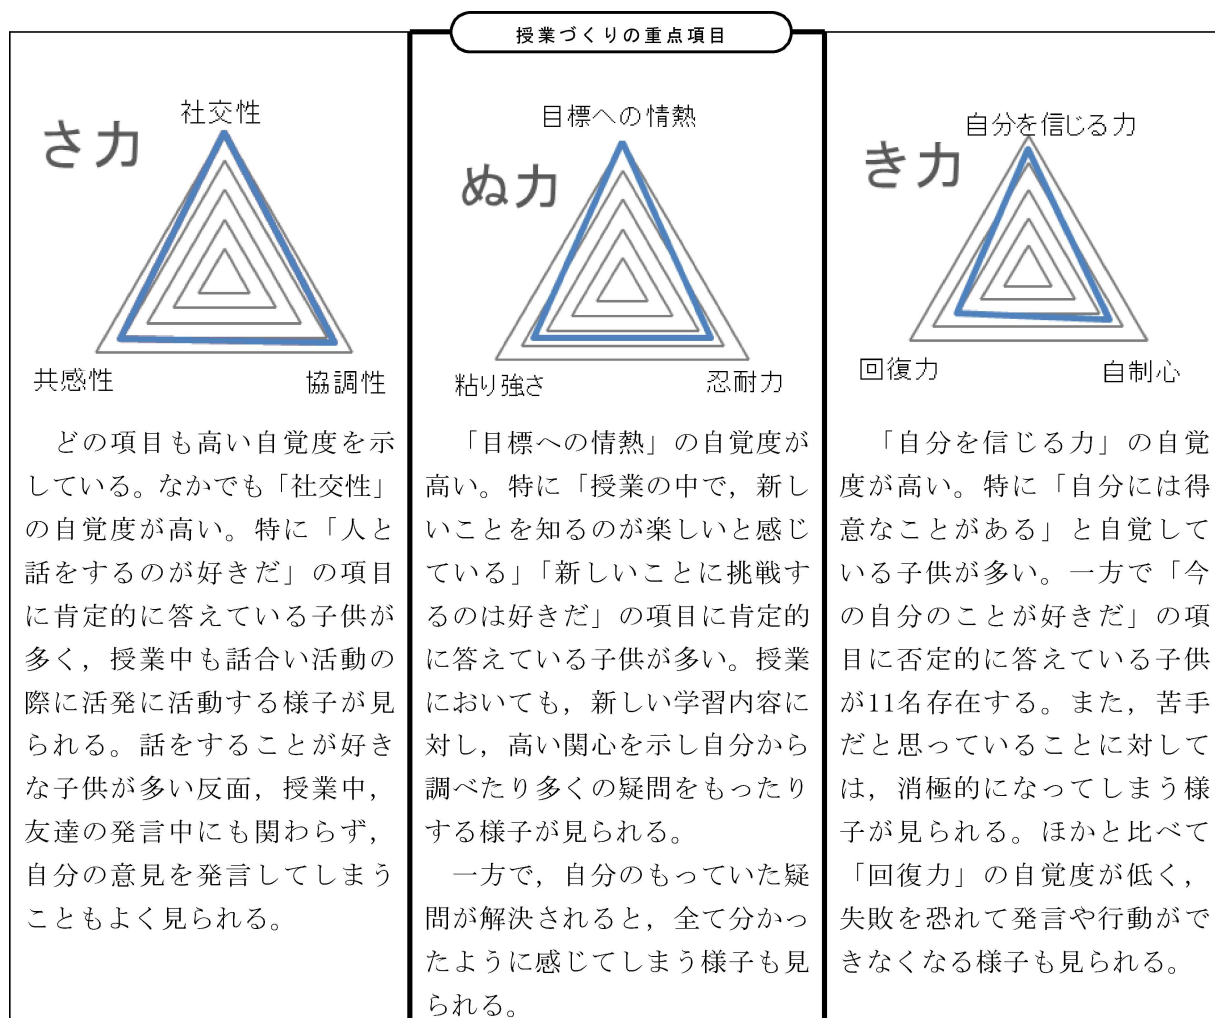 授業づくりの重点項目
さ力
社交性
共感性
協調性
どの項目も高い自覚度を示
している。なかでも「社交性」
の自覚度が高い。特に「人と
話をするのが好きだ」の項目
に肯定的に答えている子供が
多く，授業中も話合い活動の
際に活発に活動する様子が見
られる。話をすることが好き
な子供が多い反面，授業中，
友達の発言中にも関わらず，
自分の意見を発言してしまう
こともよく見られる。
ぬ力
目標への情熱
粘り強さ
忍耐力
「目標への情熱」の自覚度が
高い。特に「授業の中で，新し
いことを知るのが楽しいと感じ
ている」「新しいことに挑戦す
るのは好きだ」の項目に肯定的
に答えている子供が多い。授業
においても，新しい学習内容に
対し，高い関心を示し自分から
調べたり多くの疑問をもったり
する様子が見られる。
一方で，自分のもっていた疑
問が解決されると，全て分かっ
たように感じてしまう様子も見
られる。
き力
自分を信じる力
回復力
自制心
「自分を信じる力」の自覚
度が高い。特に「自分には得
意なことがある」と自覚して
いる子供が多い。一方で「今
の自分のことが好きだ」の項
目に否定的に答えている子供
が11名存在する。また，苦手
だと思っていることに対して
は，消極的になってしまう様
子が見られる。ほかと比べて
「回復力」の自覚度が低く，
失敗を恐れて発言や行動がで
きなくなる様子も見られる。